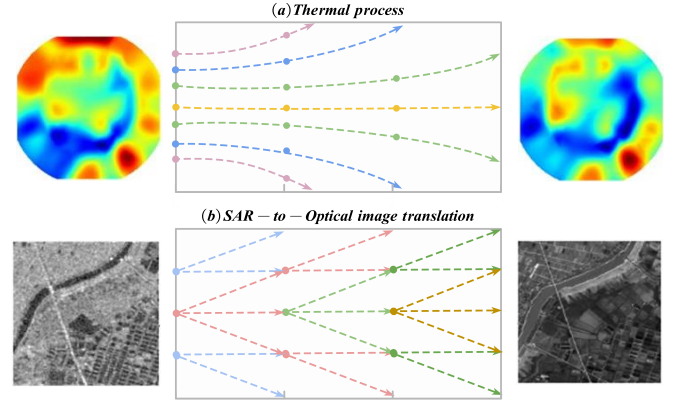 (a) Thermal process
(b) SAR – to – Optical image translation